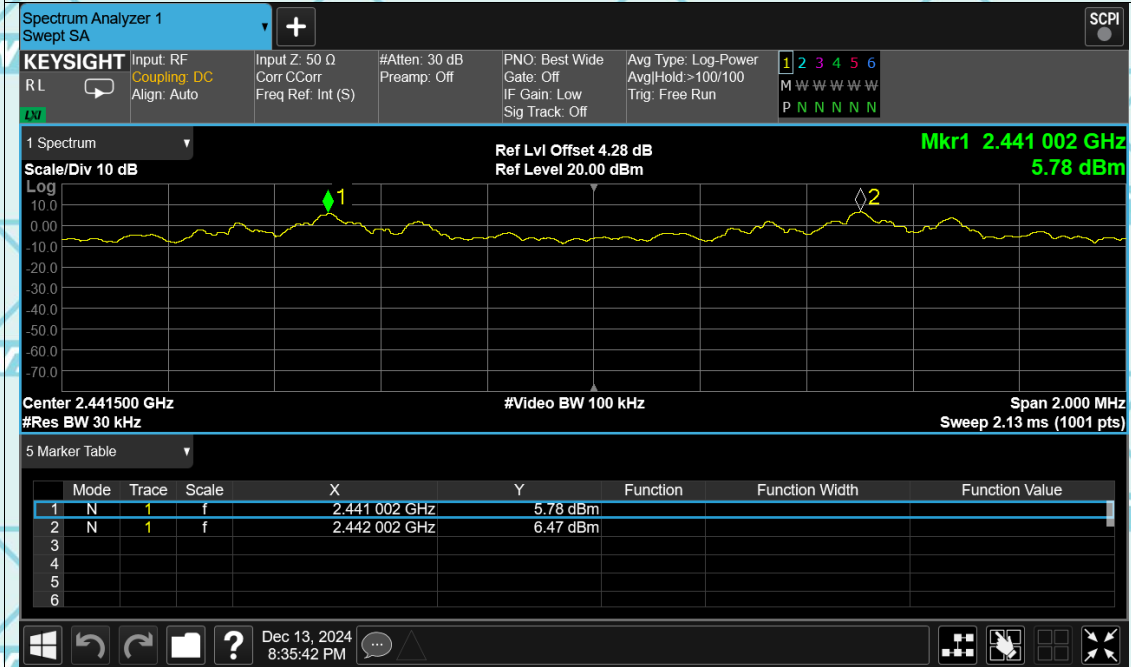 Spectrum Analyzer 1
Swept SA
+
SCPI
KEYSIGHT
R L
LXI
Input: RF
Coupling: DC
Align: Auto
Input Z: 50 Ω
Corr CCorr
Freq Ref: Int (S)
#Atten: 30 dB
Preamp: Off
PNO: Best Wide
Gate: Off
IF Gain: Low
Sig Track: Off
Avg Type: Log-Power
Avg|Hold:>100/100
Trig: Free Run
1 2 3 4 5 6
M W W W W W
P N N N N N
1 Spectrum
Scale/Div 10 dB
Ref Lvl Offset 4.28 dB
Ref Level 20.00 dBm
Mkr1 2.441 002 GHz
5.78 dBm
Log
10.0
0.00
-10.0
-20.0
-30.0
-40.0
-50.0
-60.0
-70.0
1
2
Center 2.441500 GHz
#Res BW 30 kHz
#Video BW 100 kHz
Span 2.000 MHz
Sweep 2.13 ms (1001 pts)
5 Marker Table
Mode Trace Scale X Y Function Function Width Function Value
1 N 1 f 2.441 002 GHz 5.78 dBm
2 N 1 f 2.442 002 GHz 6.47 dBm
3
4
5
6
?
Dec 13, 2024
8:35:42 PM